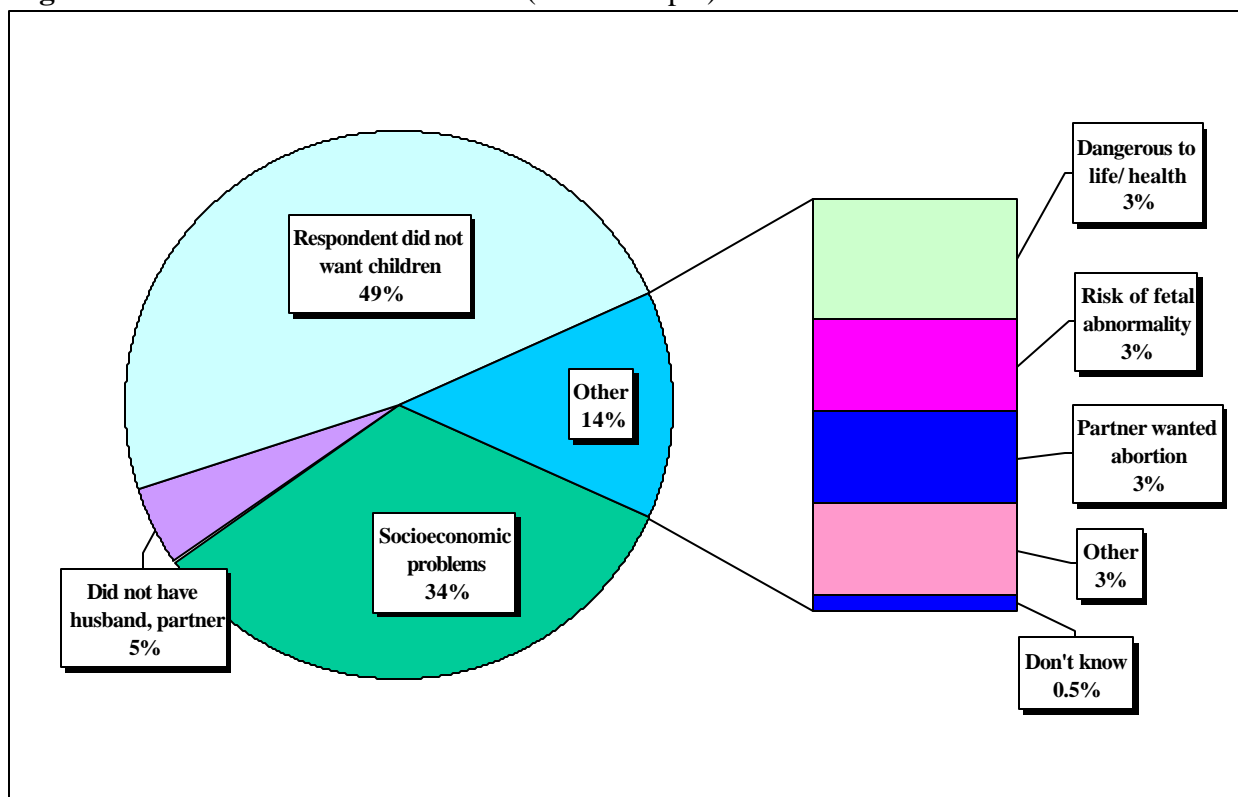 Respondent did not
want children
49%
Other
14%
Socioeconomic
problems
34%
Did not have
husband, partner
5%
Dangerous to
life/ health
3%
Risk of fetal
abnormality
3%
Partner wanted
abortion
3%
Other
3%
Don't know
0.5%